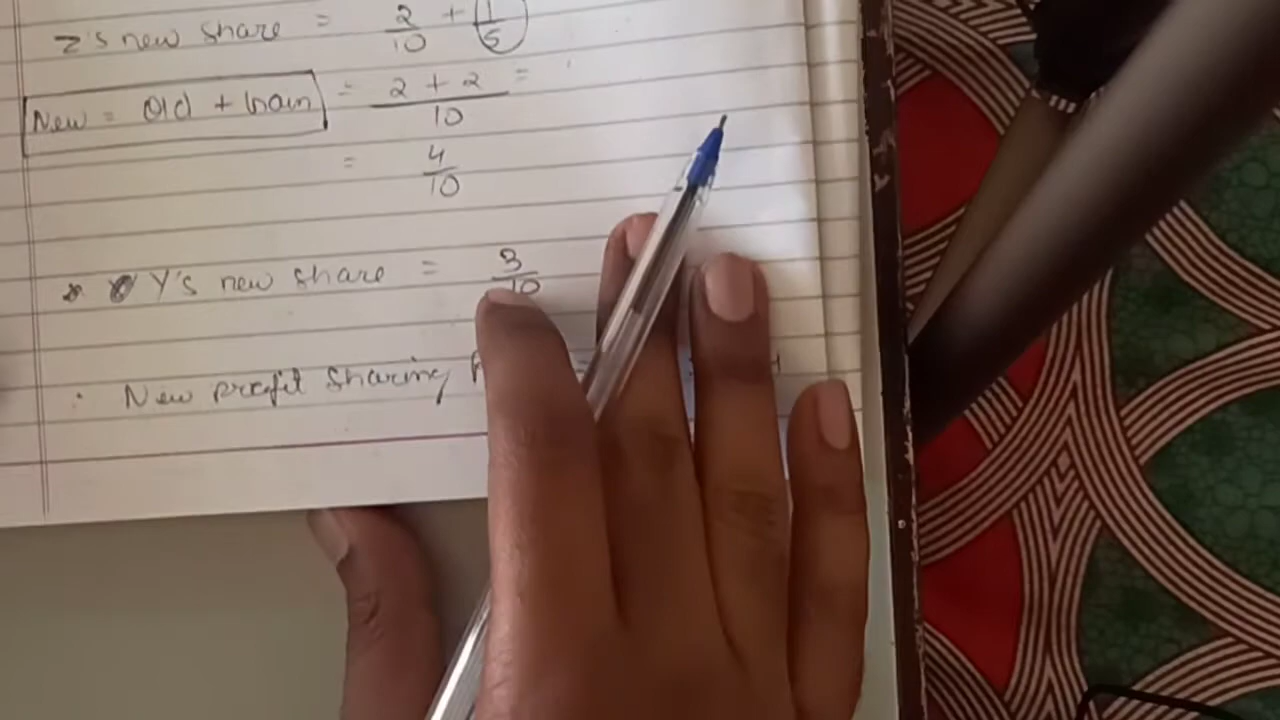 Z's new share = 2/10 + 1/5
New = Old + Gain = 2 + 2/10 =
= 4/10
Y's new share = 3/10
New profit sharing